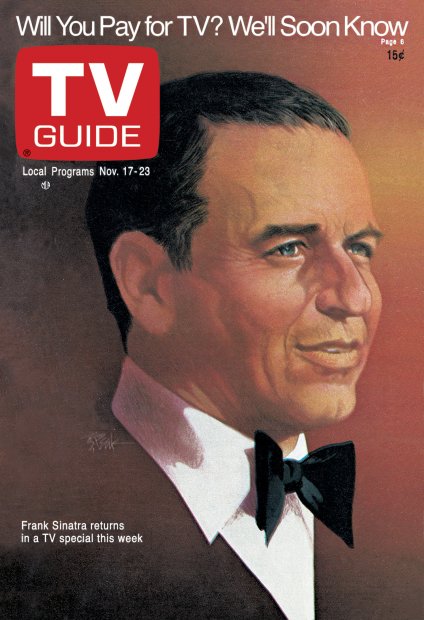 Will You Pay for TV? We'll Soon Know
Page 6
15¢
TV
GUIDE
®
Local Programs Nov. 17-23
Frank Sinatra returns
in a TV special this week